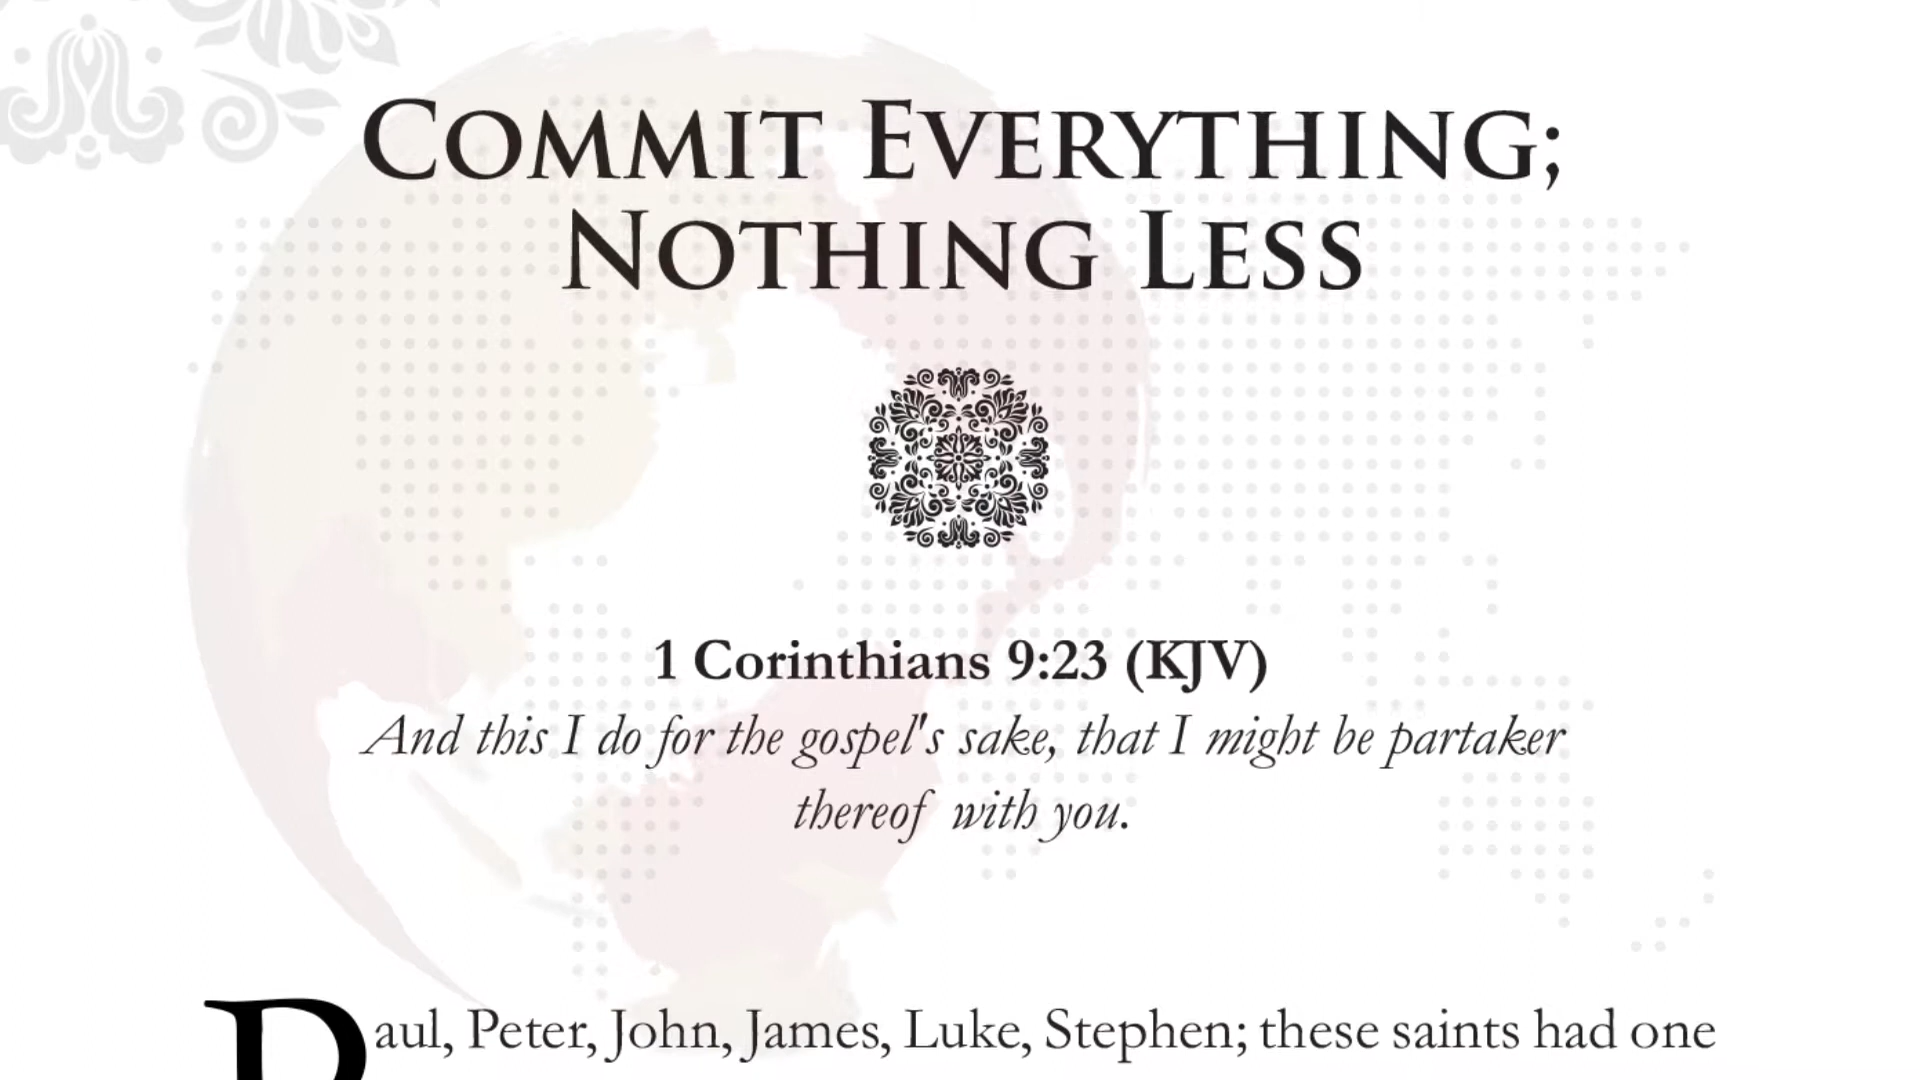 COMMIT EVERYTHING;
NOTHING LESS
1 Corinthians 9:23 (KJV)
And this I do for the gospel's sake, that I might be partaker
thereof with you.
Paul, Peter, John, James, Luke, Stephen; these saints had one